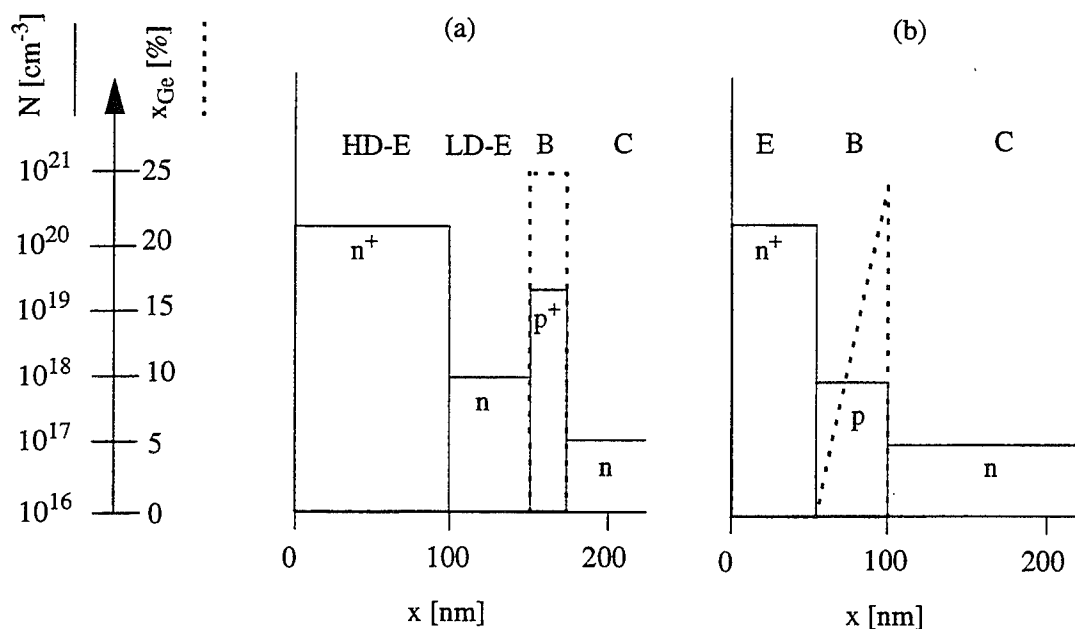 N [cm⁻³]
x_Ge [%]
(a)
(b)
HD-E LD-E B C
E B C
10²¹ 25
10²⁰ 20
10¹⁹ 15
10¹⁸ 10
10¹⁷ 5
10¹⁶ 0
n⁺
n
p⁺
n
n⁺
p
n
0 100 200
x [nm]
0 100 200
x [nm]